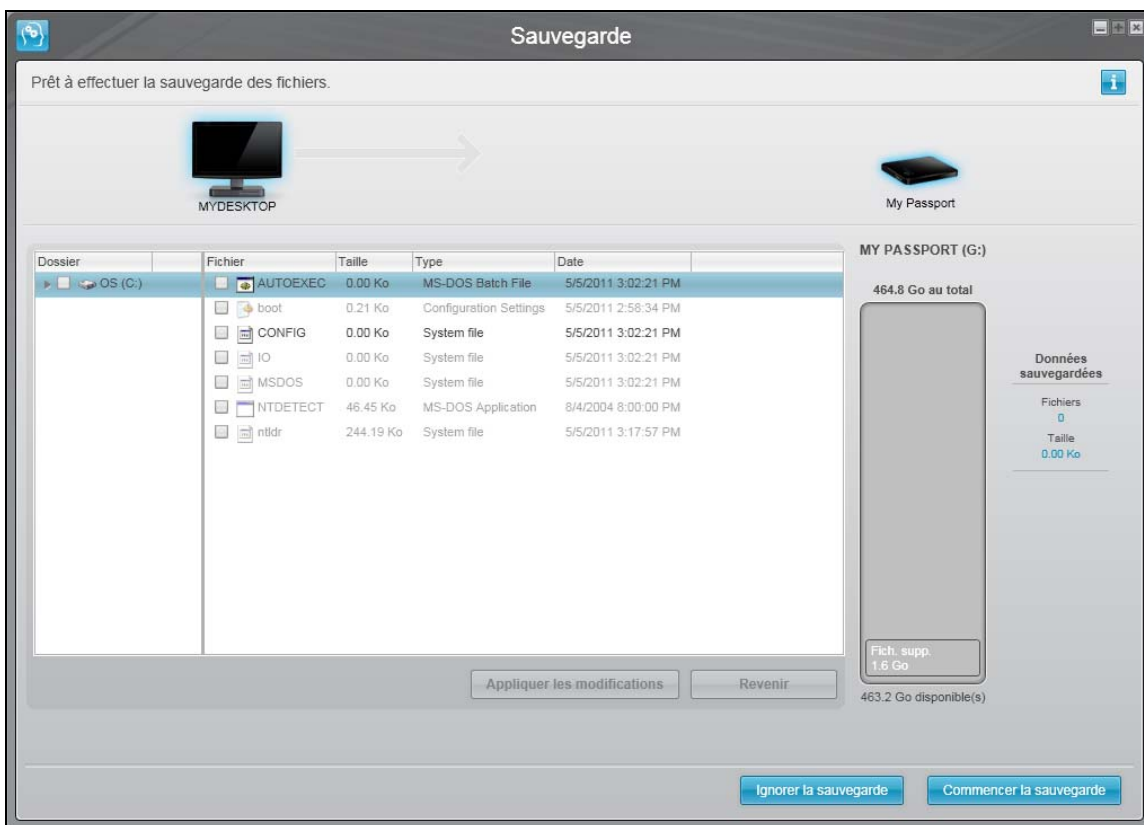 Sauvegarde
Prêt à effectuer la sauvegarde des fichiers.
MYDESKTOP
My Passport
Dossier Fichier Taille Type Date
OS (C:) AUTOEXEC 0.00 Ko MS-DOS Batch File 5/5/2011 3:02:21 PM
boot 0.21 Ko Configuration Settings 5/5/2011 2:58:34 PM
CONFIG 0.00 Ko System file 5/5/2011 3:02:21 PM
IO 0.00 Ko System file 5/5/2011 3:02:21 PM
MSDOS 0.00 Ko System file 5/5/2011 3:02:21 PM
NTDETECT 46.45 Ko MS-DOS Application 8/4/2004 8:00:00 PM
ntldr 244.19 Ko System file 5/5/2011 3:17:57 PM
Appliquer les modifications Revenir
MY PASSPORT (G:)
464.8 Go au total
Fich. supp.
1.6 Go
463.2 Go disponible(s)
Données
sauvegardées
Fichiers
0
Taille
0.00 Ko
Ignorer la sauvegarde Commencer la sauvegarde